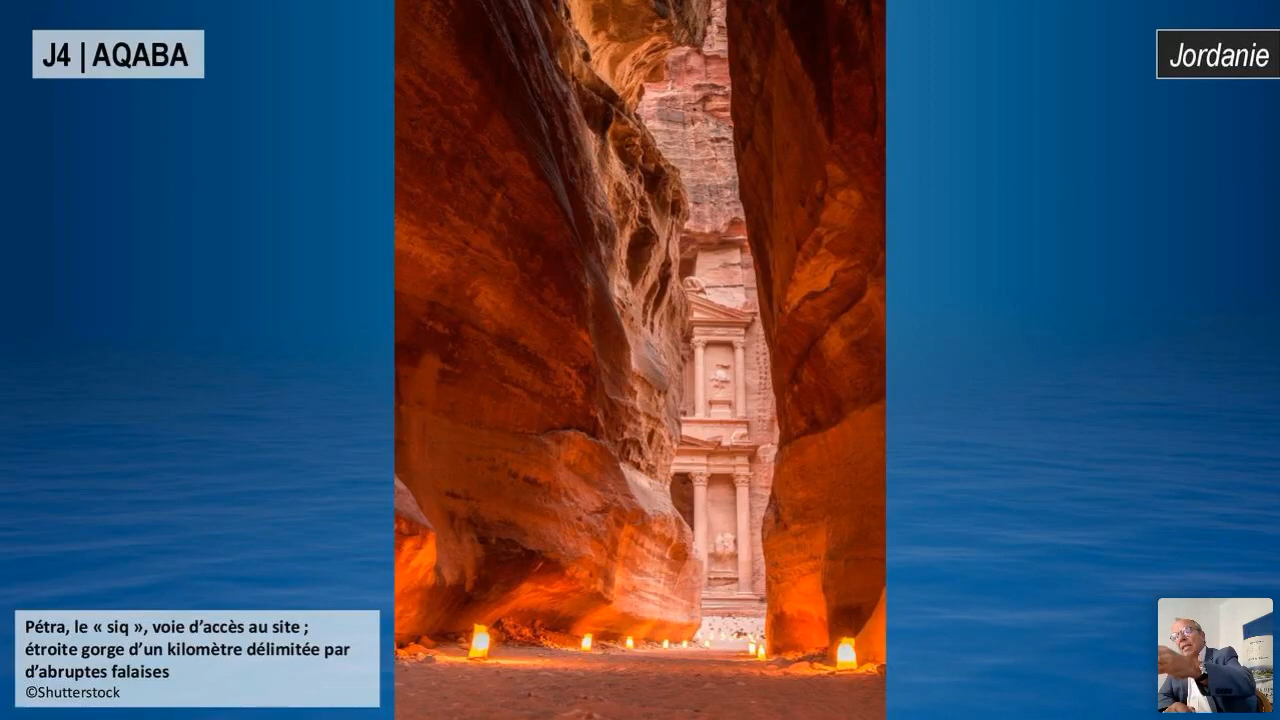 J4 | AQABA
Jordanie
Pétra, le « siq », voie d’accès au site ;
étroite gorge d’un kilomètre délimitée par
d’abruptes falaises
©Shutterstock